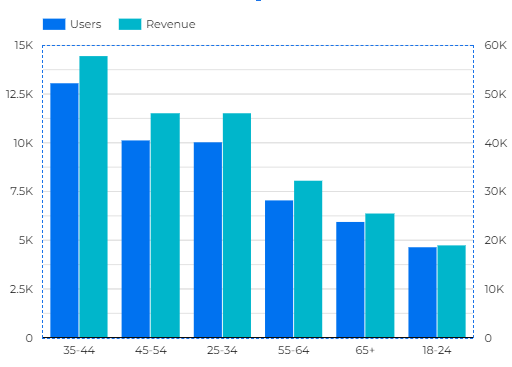 Users Revenue
15K 60K
12.5K 50K
10K 40K
7.5K 30K
5K 20K
2.5K 10K
0 0
35-44 45-54 25-34 55-64 65+ 18-24